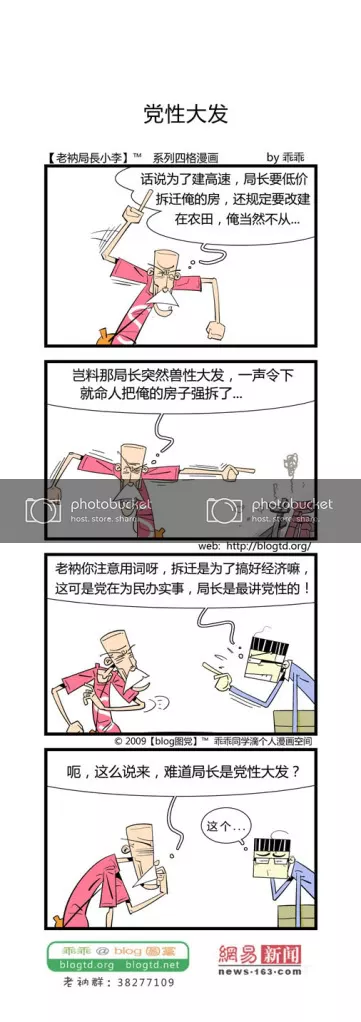 党性大发
【老衲局長小李】™ 系列四格漫画 by 乖乖
话说为了建高速，局长要低价
拆迁俺的房，还规定要改建
在农田，俺当然不从...
岂料那局长突然兽性大发，一声令下
就命人把俺的房子强拆了...
photobucket
host. store. share.
photobucket
host. store. share.
web: http://blogtd.org/
老衲你注意用词呀，拆迁是为了搞好经济嘛，
这可是党在为民办实事，局长是最讲党性的！
© 2009【blog图党】™ 乖乖同学滴个人漫画空间
呃，这么说来，难道局长是党性大发？
这个...
乖乖@blog圖黨
blogtd.org blogtd.net
老衲群：38277109
網易新闻
news·163·com